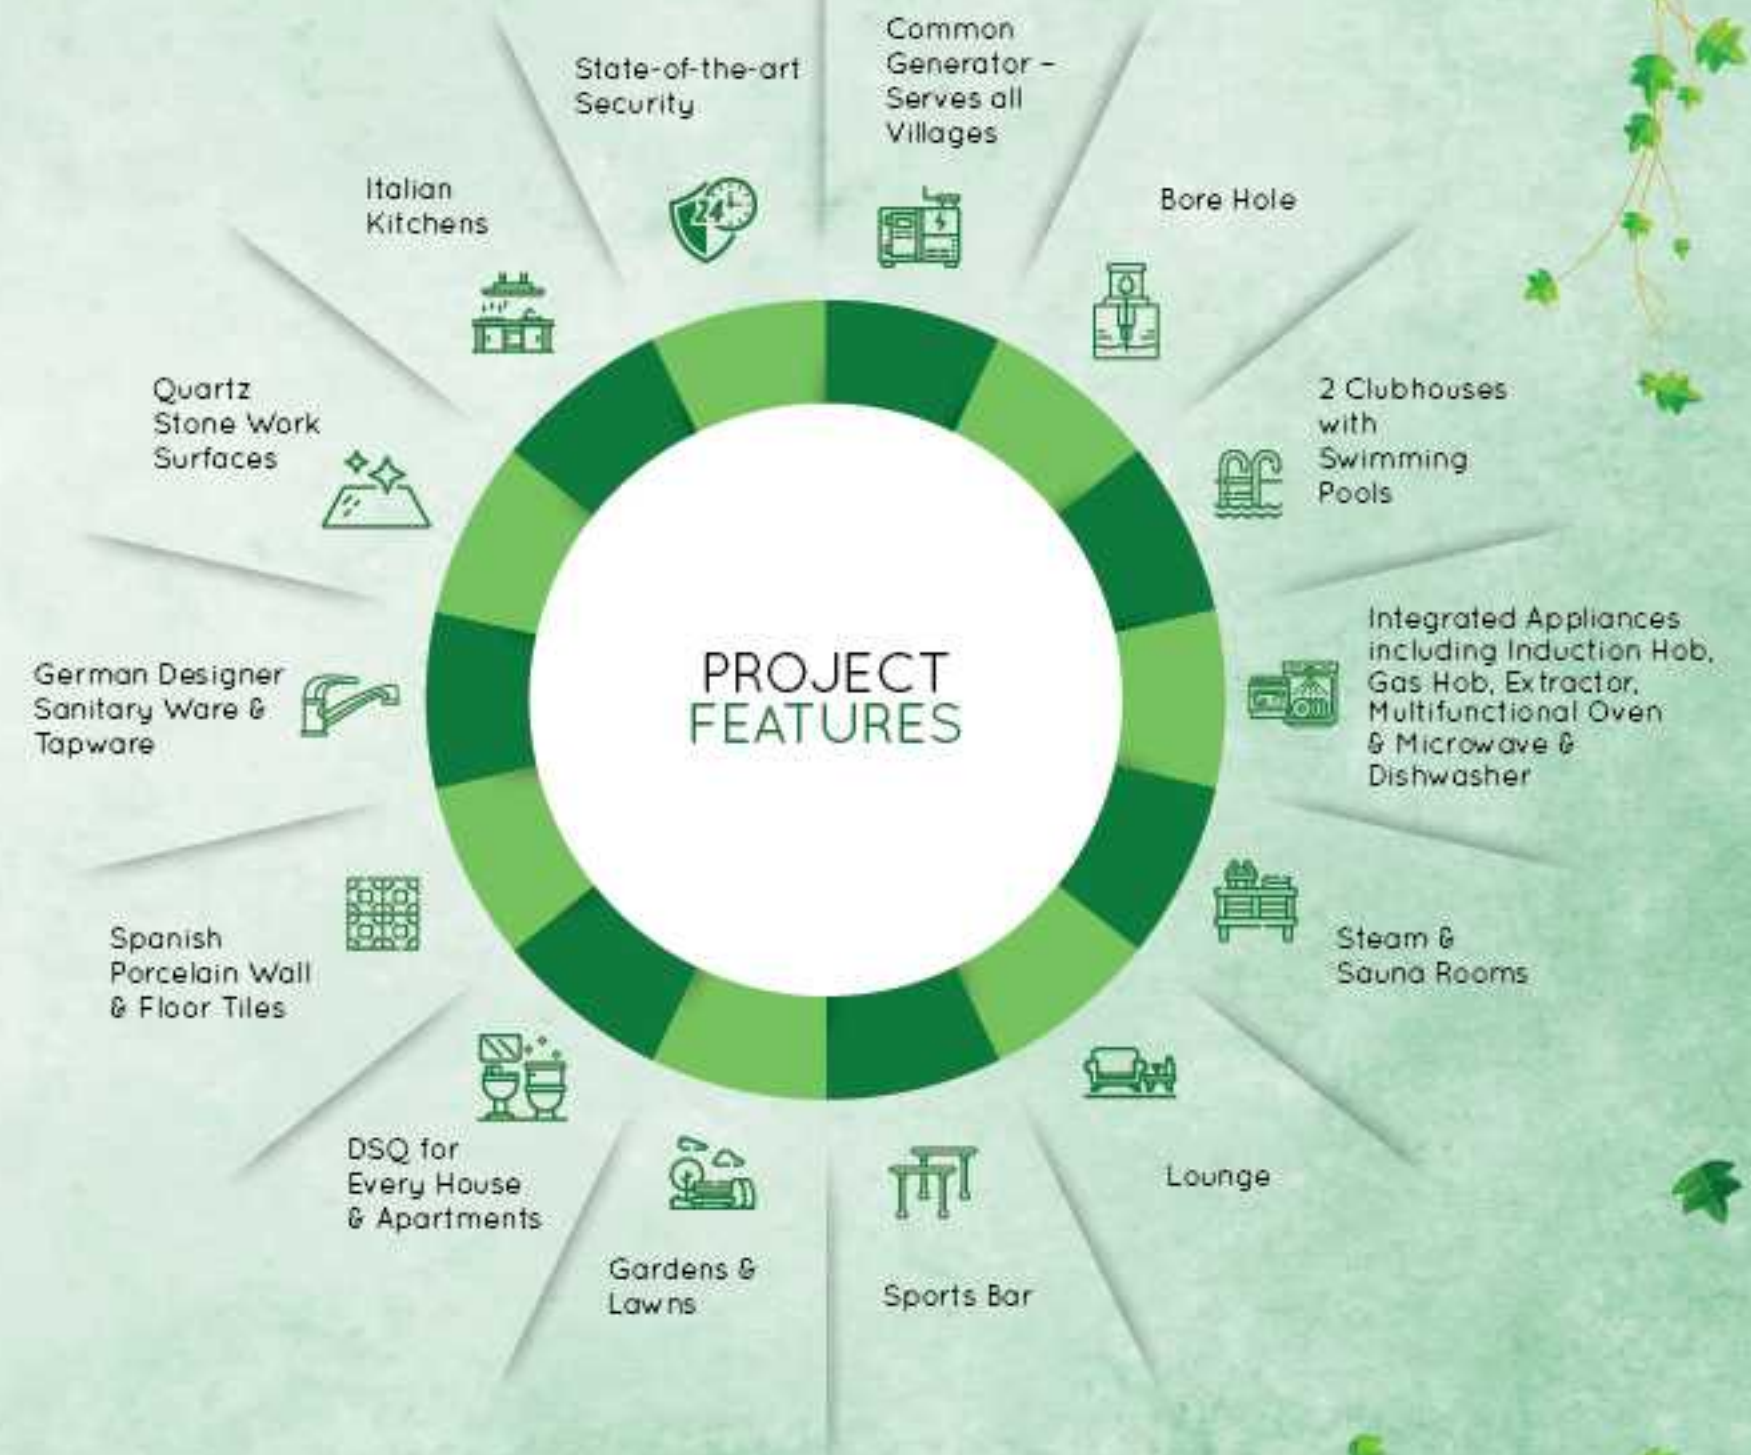 PROJECT
FEATURES
Common
Generator –
Serves all
Villages
Bore Hole
2 Clubhouses
with
Swimming
Pools
Integrated Appliances
including Induction Hob,
Gas Hob, Extractor,
Multifunctional Oven
& Microwave &
Dishwasher
Steam &
Sauna Rooms
Lounge
Sports Bar
Gardens &
Lawns
DSQ for
Every House
& Apartments
Spanish
Porcelain Wall
& Floor Tiles
German Designer
Sanitary Ware &
Tapware
Quartz
Stone Work
Surfaces
Italian
Kitchens
State-of-the-art
Security
24